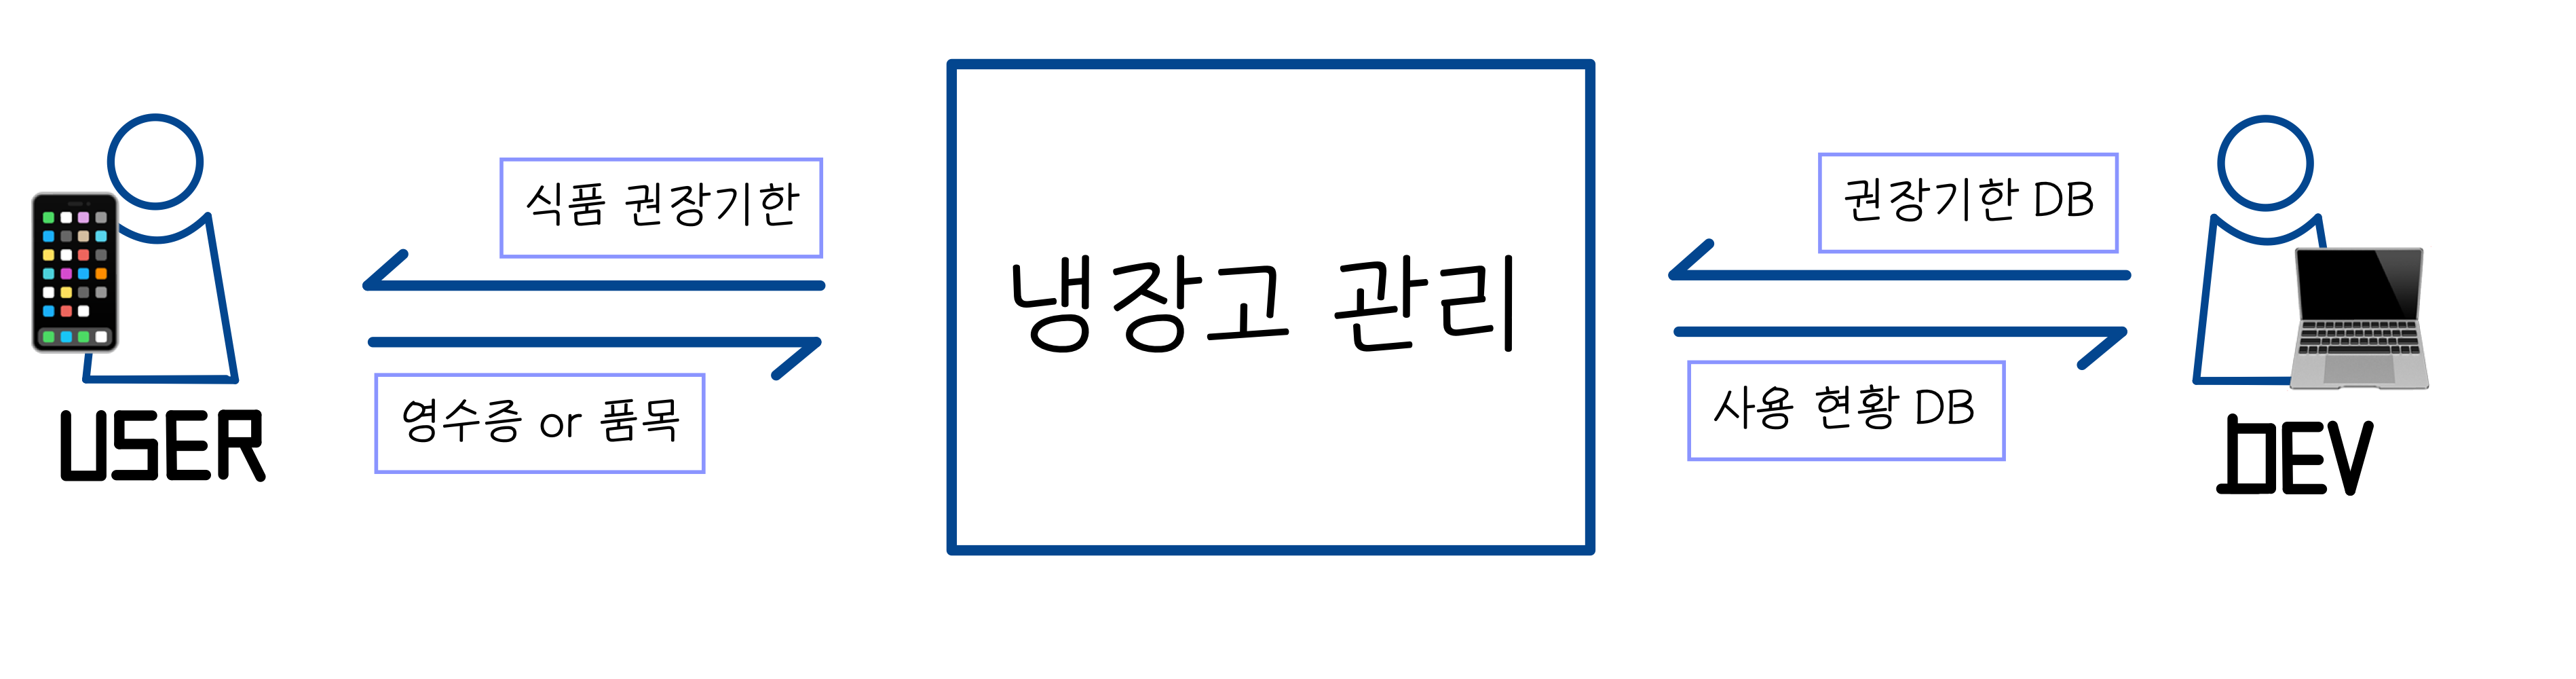 식품 권장기한
권장기한 DB
냉장고 관리
영수증 or 품목
사용 현황 DB
USER
DEV